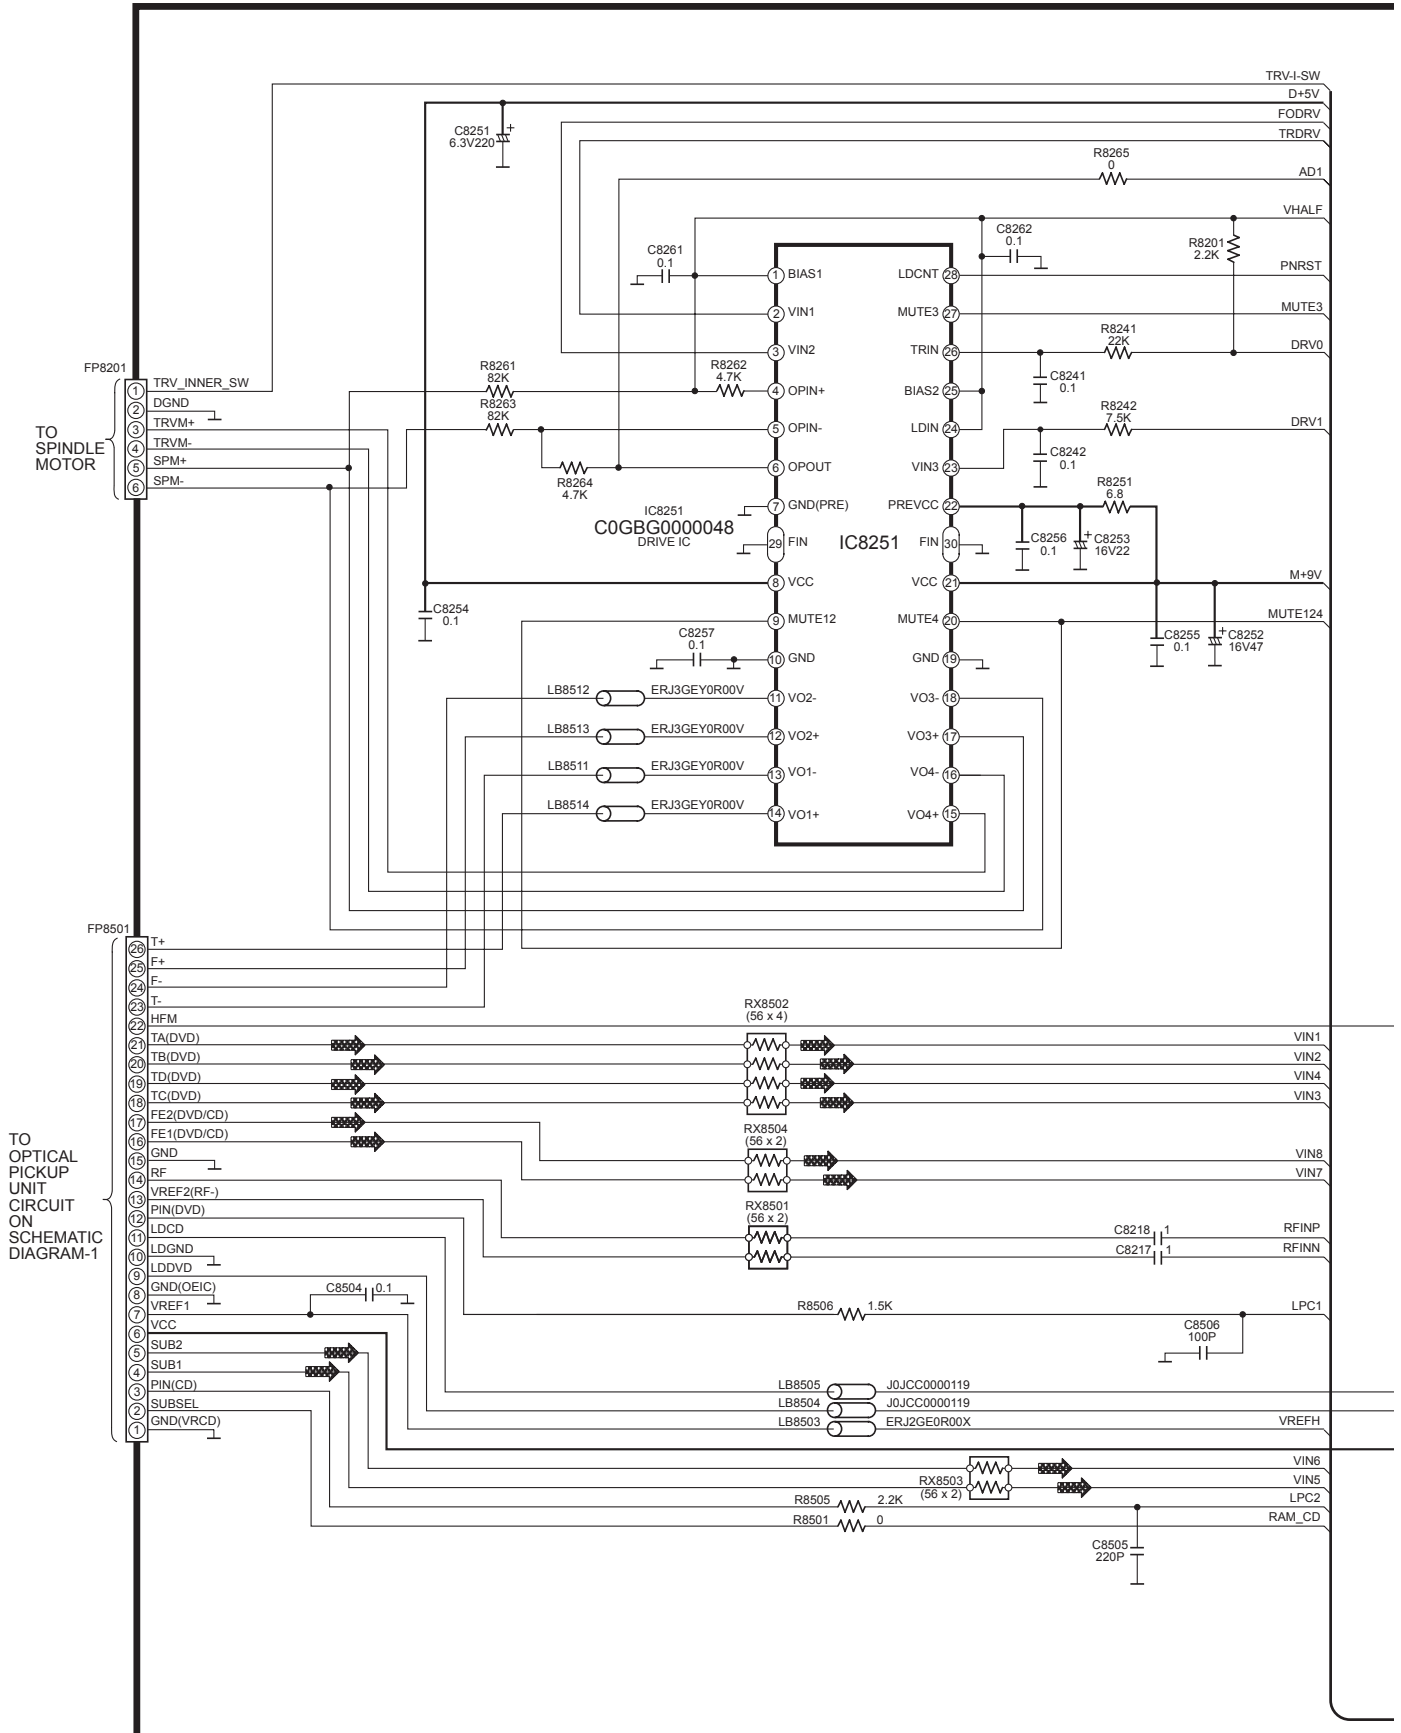 TRV-I-SW
D+5V
FODRV
TRDRV
AD1
VHALF
PNRST
MUTE3
DRV0
DRV1
M+9V
MUTE124
C8251
6.3V220
+
R8265
0
C8261
0.1
C8262
0.1
R8201
2.2K
R8241
22K
C8241
0.1
R8242
7.5K
C8242
0.1
R8251
6.8
C8256
0.1
+
C8253
16V22
C8255
0.1
+
C8252
16V47
R8261
82K
R8262
4.7K
R8263
82K
R8264
4.7K
IC8251
C0GBG0000048
DRIVE IC
IC8251
1 BIAS1
2 VIN1
3 VIN2
4 OPIN+
5 OPIN-
6 OPOUT
7 GND(PRE)
29 FIN
8 VCC
9 MUTE12
10 GND
11 VO2-
12 VO2+
13 VO1-
14 VO1+
LDCNT 28
MUTE3 27
TRIN 26
BIAS2 25
LDIN 24
VIN3 23
PREVCC 22
FIN 30
VCC 21
MUTE4 20
GND 19
VO3- 18
VO3+ 17
VO4- 16
VO4+ 15
C8254
0.1
C8257
0.1
LB8512 ERJ3GEY0R00V
LB8513 ERJ3GEY0R00V
LB8511 ERJ3GEY0R00V
LB8514 ERJ3GEY0R00V
FP8201
TO
SPINDLE
MOTOR
1 TRV_INNER_SW
2 DGND
3 TRVM+
4 TRVM-
5 SPM+
6 SPM-
FP8501
TO
OPTICAL
PICKUP
UNIT
CIRCUIT
ON
SCHEMATIC
DIAGRAM-1
26 T+
25 F+
24 F-
23 T-
22 HFM
21 TA(DVD)
20 TB(DVD)
19 TD(DVD)
18 TC(DVD)
17 FE2(DVD/CD)
16 FE1(DVD/CD)
15 GND
14 RF
13 VREF2(RF-)
12 PIN(DVD)
11 LDCD
10 LDGND
9 LDDVD
8 GND(OEIC)
7 VREF1
6 VCC
5 SUB2
4 SUB1
3 PIN(CD)
2 SUBSEL
1 GND(VRCD)
RX8502
(56 x 4)
VIN1
VIN2
VIN4
VIN3
RX8504
(56 x 2)
VIN8
VIN7
RX8501
(56 x 2)
C8218 1
RFINP
C8217 1
RFINN
C8504 0.1
R8506 1.5K
LPC1
C8506
100P
LB8505 J0JCC0000119
LB8504 J0JCC0000119
LB8503 ERJ2GE0R00X
VREFH
VIN6
RX8503
(56 x 2)
VIN5
R8505 2.2K
LPC2
R8501 0
RAM_CD
C8505
220P